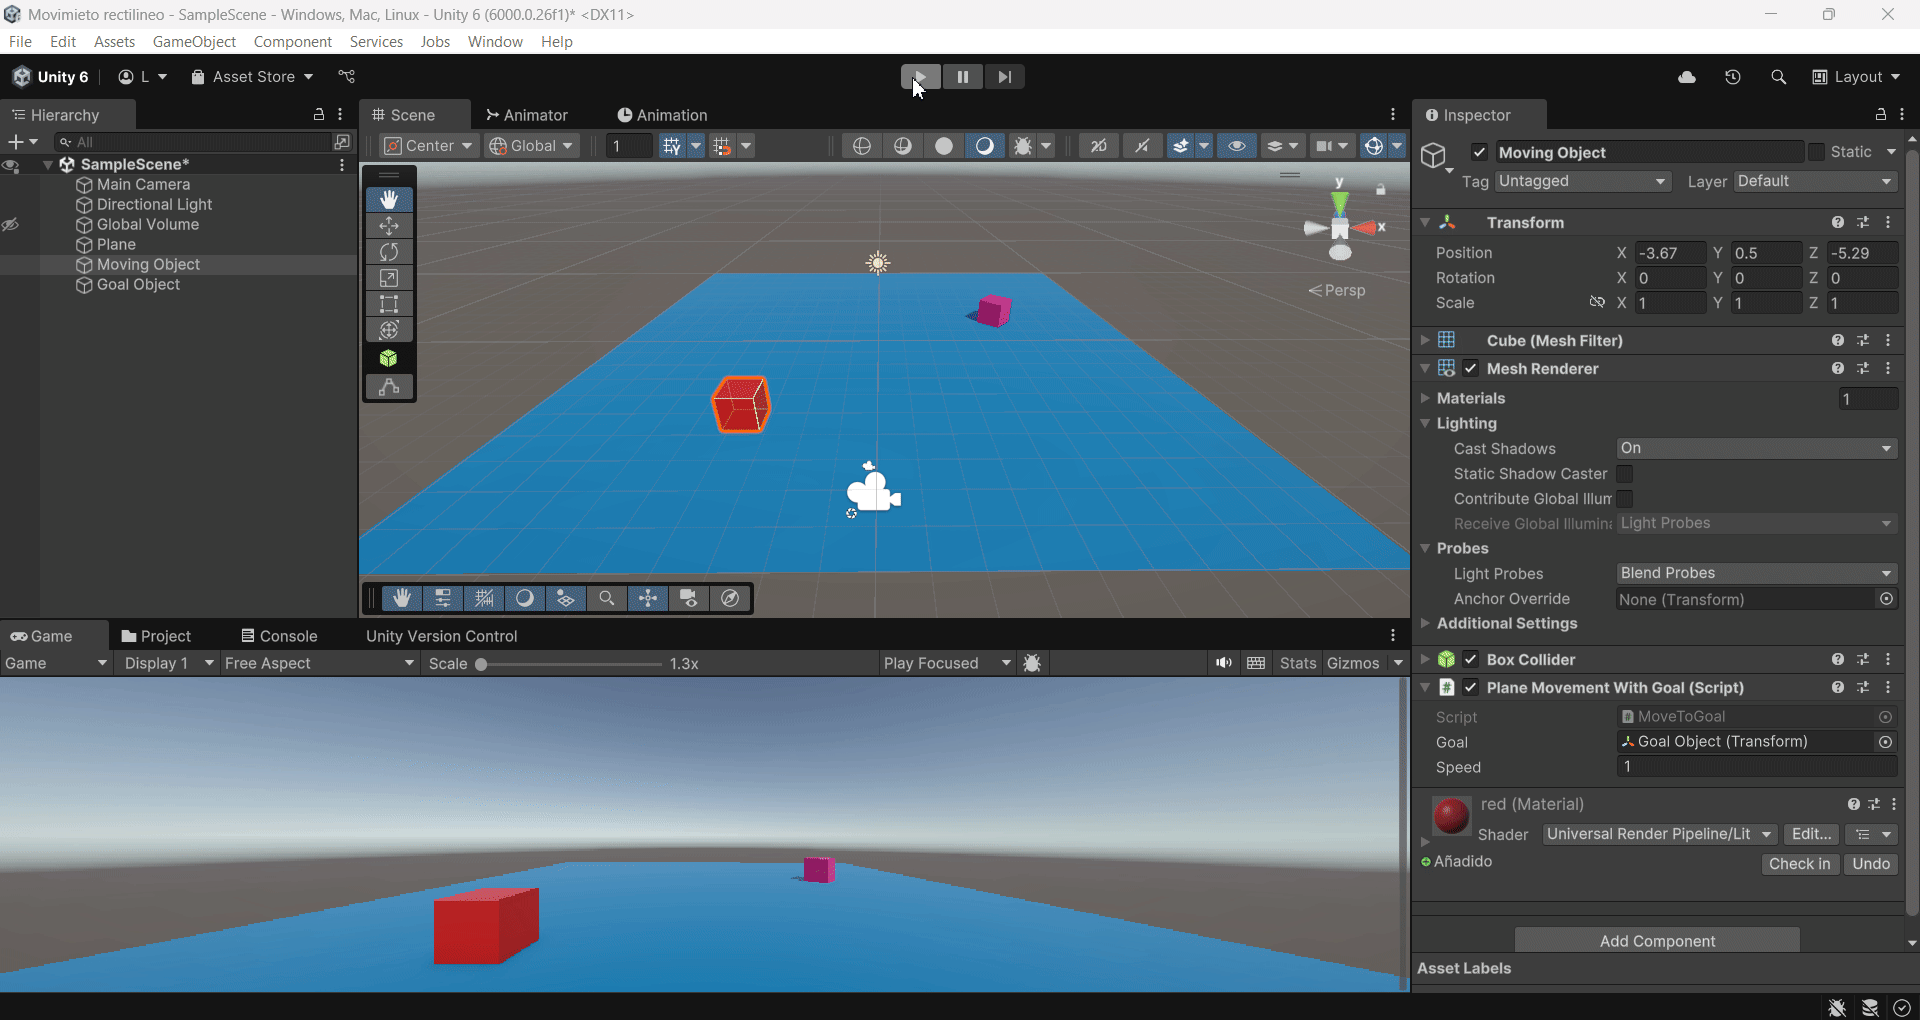 Movimieto rectilineo - SampleScene - Windows, Mac, Linux - Unity 6 (6000.0.26f1)* <DX11>
File Edit Assets GameObject Component Services Jobs Window Help
Unity 6 L Asset Store Layout
Hierarchy
Scene Animator Animation
Inspector
All
Center Global 1 2D
SampleScene*
Main Camera
Directional Light
Global Volume
Plane
Moving Object
Goal Object
y
x
Persp
Moving Object Static
Tag Untagged Layer Default
Transform
Position X -3.67 Y 0.5 Z -5.29
Rotation X 0 Y 0 Z 0
Scale X 1 Y 1 Z 1
Cube (Mesh Filter)
Mesh Renderer
Materials 1
Lighting
Cast Shadows On
Static Shadow Caster
Contribute Global Illum
Receive Global Illumina Light Probes
Probes
Light Probes Blend Probes
Anchor Override None (Transform)
Additional Settings
Box Collider
Plane Movement With Goal (Script)
Script MoveToGoal
Goal Goal Object (Transform)
Speed 1
red (Material)
Shader Universal Render Pipeline/Lit Edit...
Añadido Check in Undo
Add Component
Asset Labels
Game Project Console Unity Version Control
Game Display 1 Free Aspect Scale 1.3x Play Focused Stats Gizmos